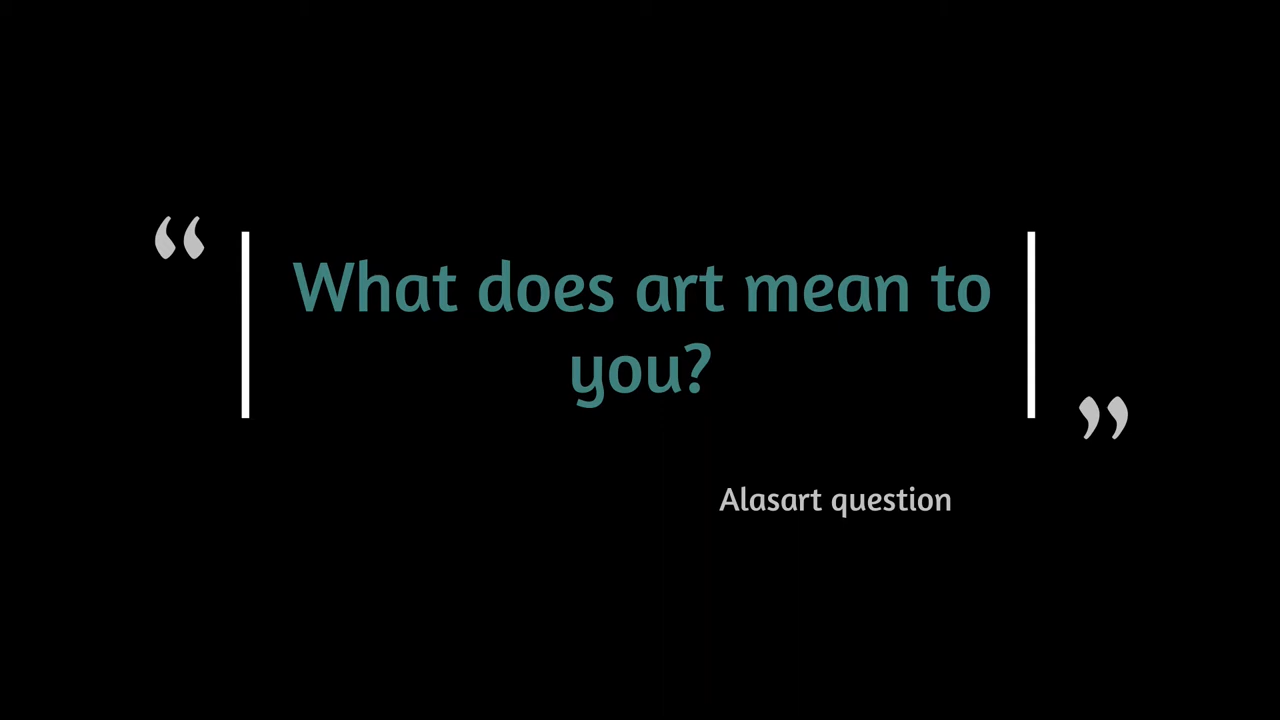 “
What does art mean to
you?
”
Alasart question